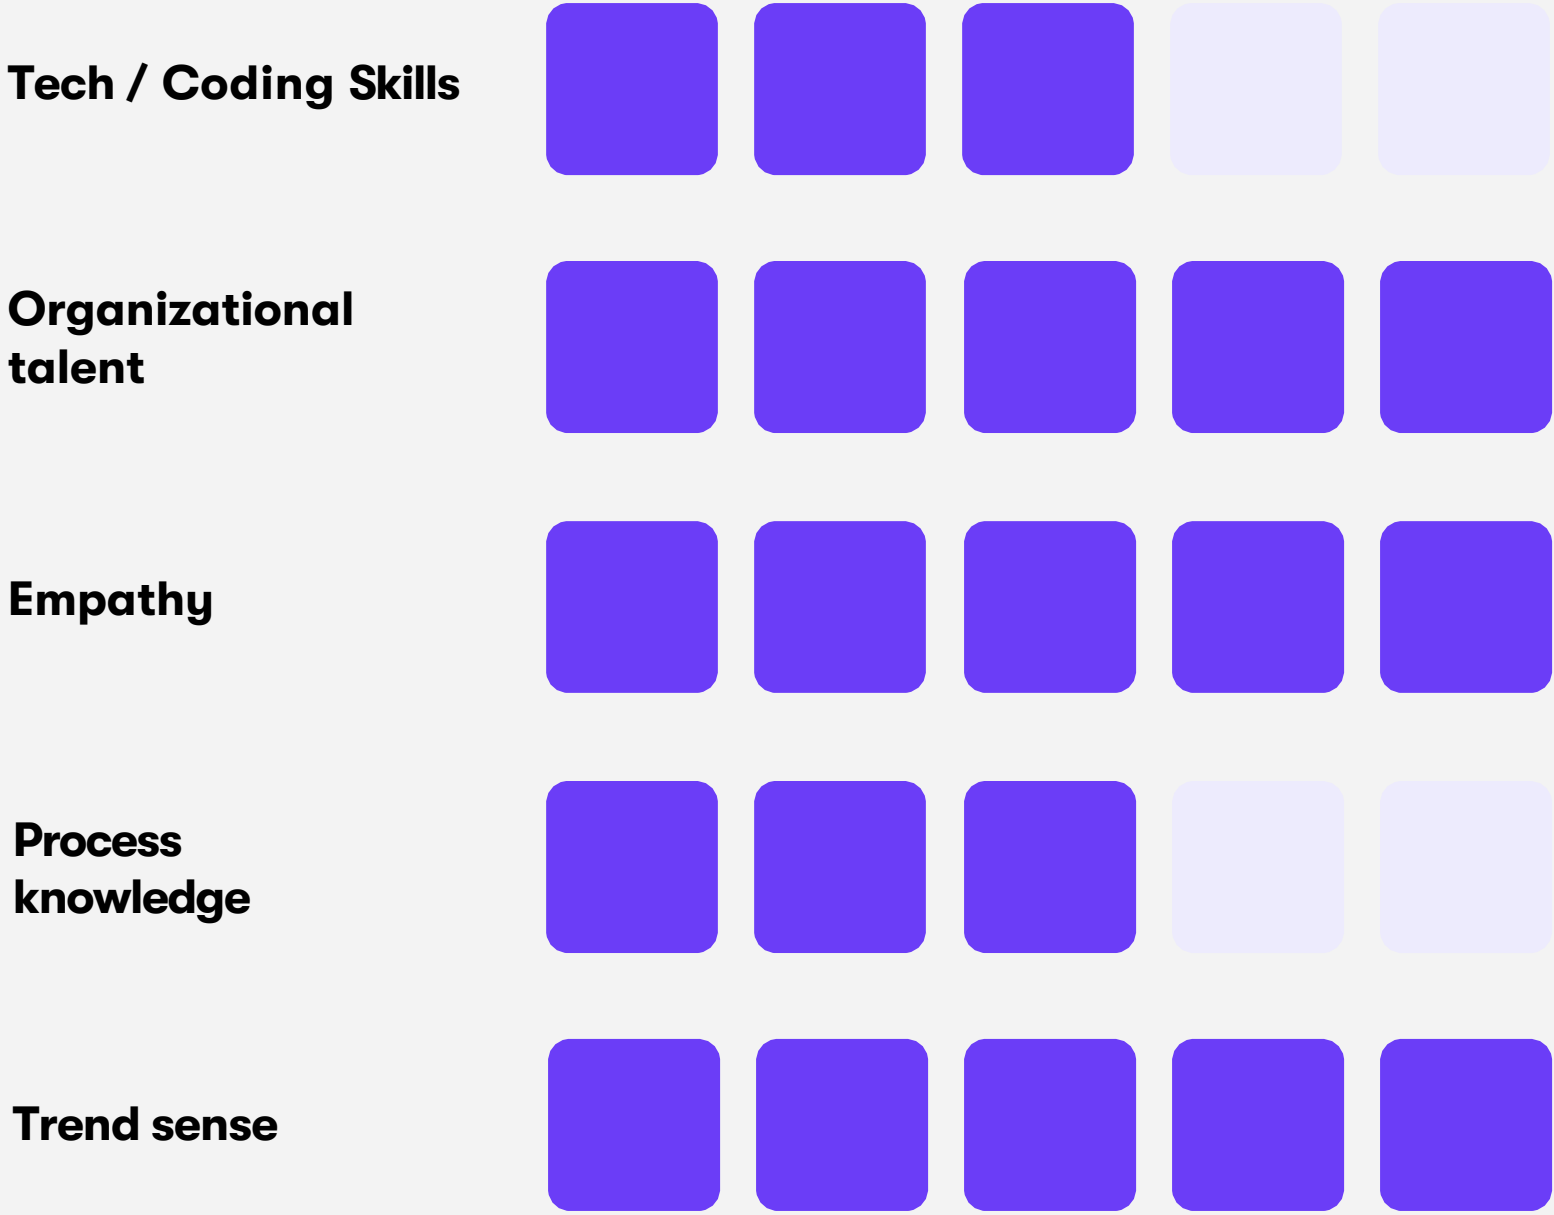 Tech / Coding Skills
Organizational
talent
Empathy
Process
knowledge
Trend sense